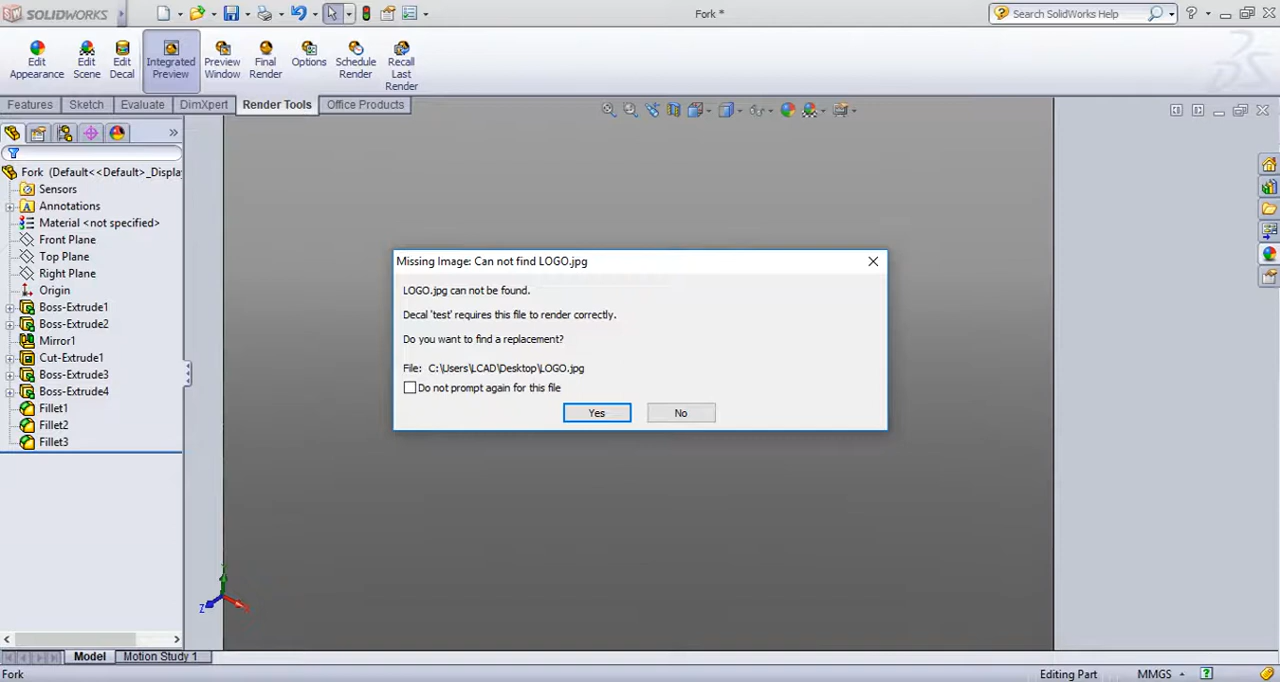 SOLIDWORKS
Fork *
Search SolidWorks Help
Edit Appearance
Edit Scene
Edit Decal
Integrated Preview
Preview Window
Final Render
Options
Schedule Render
Recall Last Render
Features
Sketch
Evaluate
DimXpert
Render Tools
Office Products
Fork (Default<<Default>_Displa
Sensors
Annotations
Material <not specified>
Front Plane
Top Plane
Right Plane
Origin
Boss-Extrude1
Boss-Extrude2
Mirror1
Cut-Extrude1
Boss-Extrude3
Boss-Extrude4
Fillet1
Fillet2
Fillet3
Missing Image: Can not find LOGO.jpg
LOGO.jpg can not be found.
Decal 'test' requires this file to render correctly.
Do you want to find a replacement?
File: C:\Users\LCAD\Desktop\LOGO.jpg
Do not prompt again for this file
Yes
No
Z
Model
Motion Study 1
Fork
Editing Part
MMGS